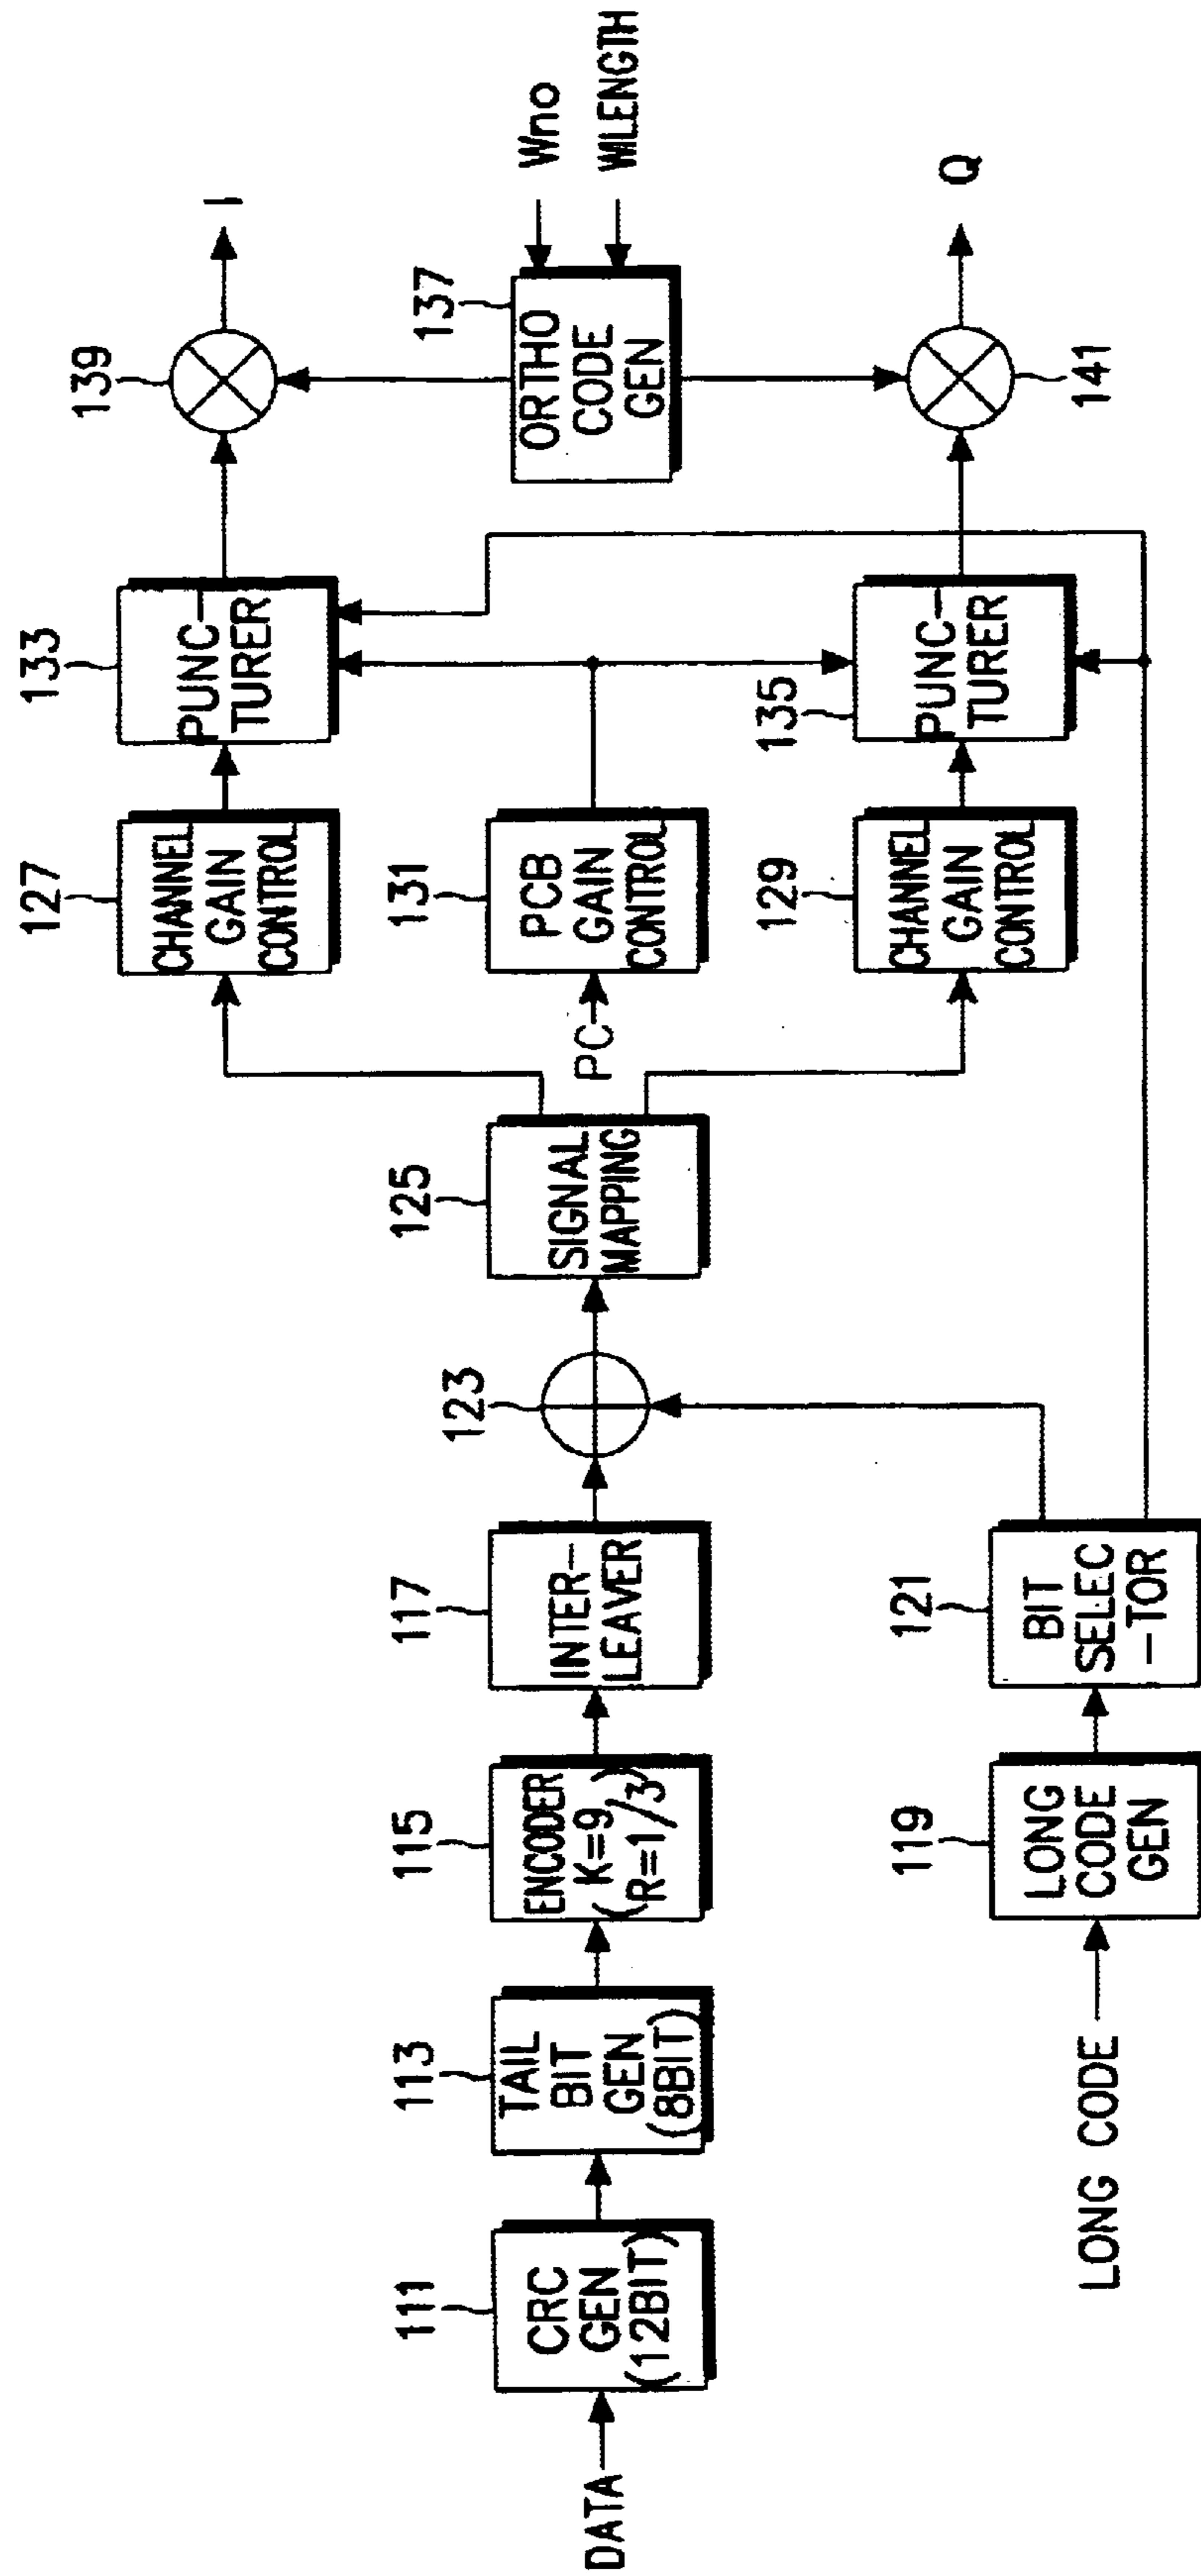 DATA
111
CRC
GEN
(12BIT)
113
TAIL
BIT
GEN
(8BIT)
115
ENCODER
(K=9
R=1/3)
117
INTER-
LEAVER
LONG CODE
119
LONG
CODE
GEN
121
BIT
SELEC
-TOR
123
125
SIGNAL
MAPPING
127
CHANNEL
GAIN
CONTROL
PC
131
PCB
GAIN
CONTROL
129
CHANNEL
GAIN
CONTROL
133
PUNC-
TURER
135
PUNC-
TURER
139
I
137
ORTHO
CODE
GEN
Wno
WLENGTH
141
Q